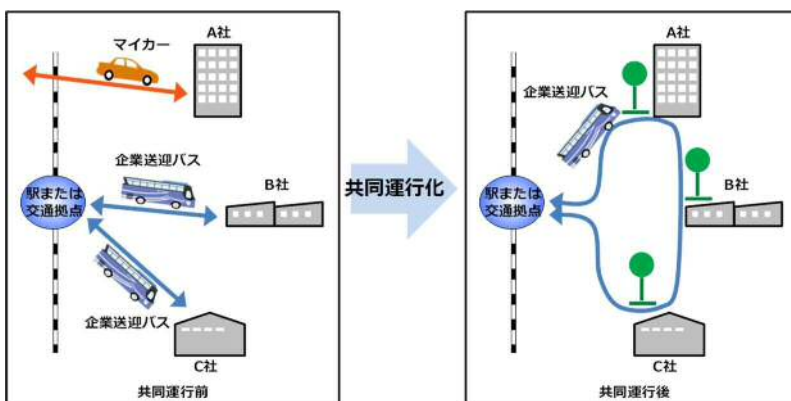 A社
マイカー
企業送迎バス
駅または
交通拠点
B社
企業送迎バス
C社
共同運行前
共同運行化
A社
企業送迎バス
駅または
交通拠点
B社
C社
共同運行後